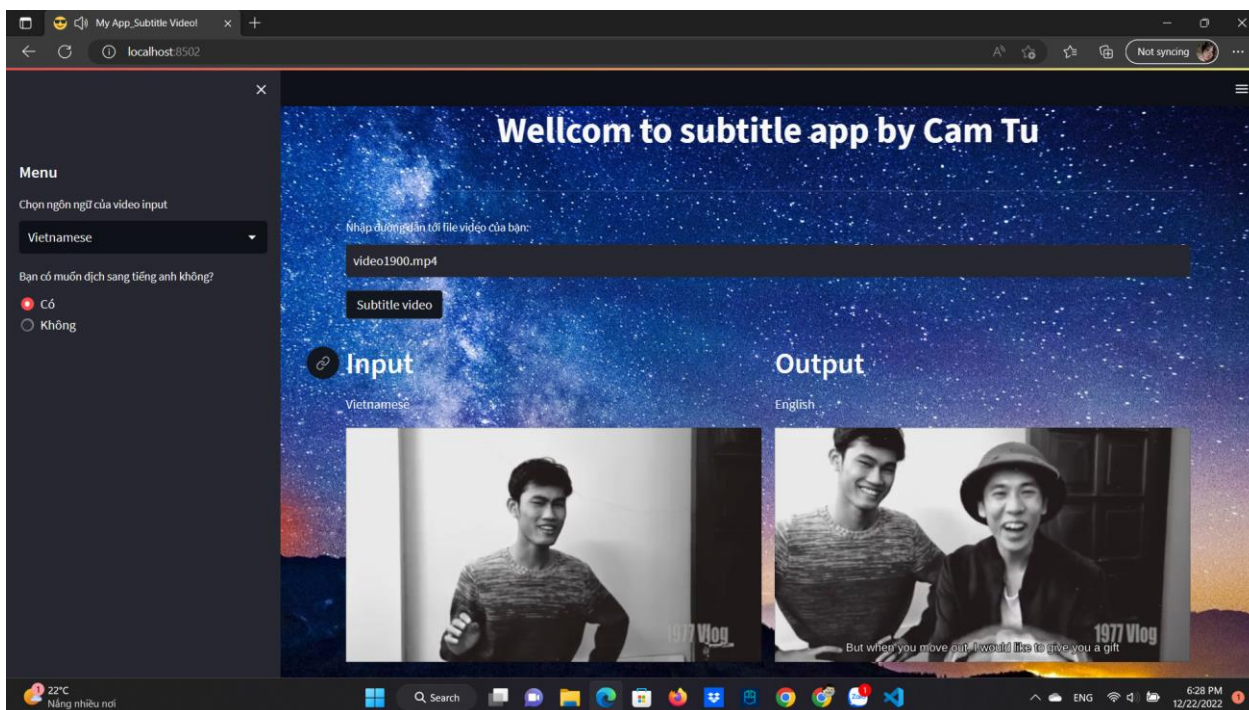 My App_Subtitle Video!
localhost:8502
Not syncing
Wellcom to subtitle app by Cam Tu
Menu
Chọn ngôn ngữ của video input
Vietnamese
Bạn có muốn dịch sang tiếng anh không?
Có
Không
Nhập đường dẫn tới file video của bạn:
video1900.mp4
Subtitle video
Input
Output
Vietnamese
English
1977 Vlog
1977 Vlog
But when you move out, I would like to give you a gift
1
22°C
Nắng nhiều nơi
Search
ENG
6:28 PM
12/22/2022
1